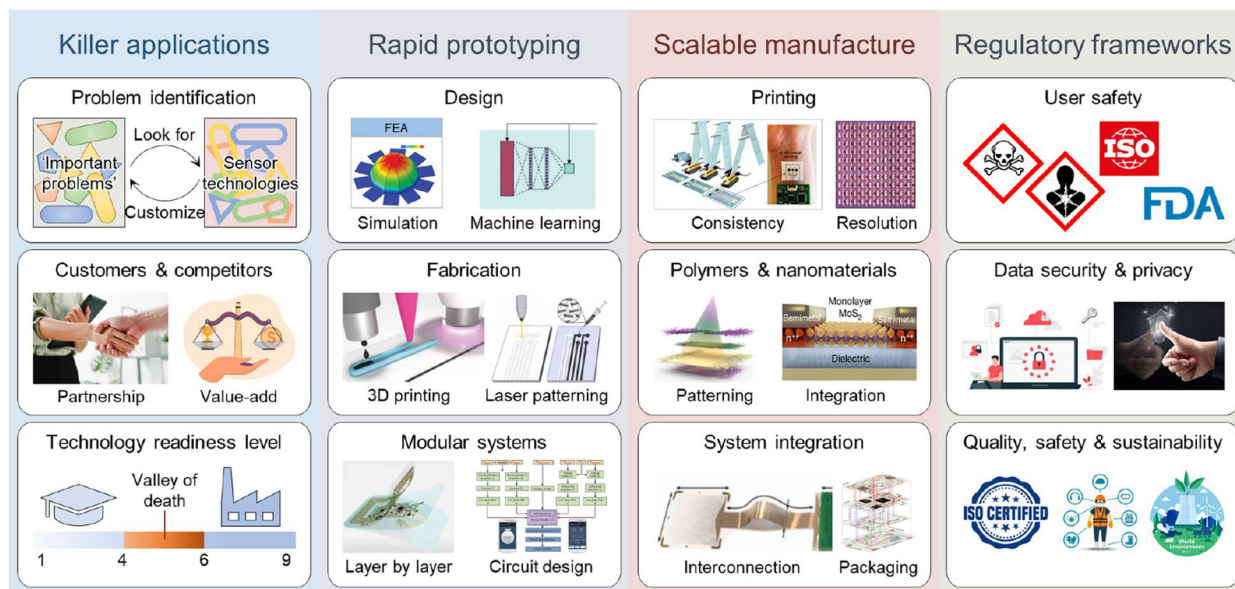 Killer applications
Problem identification
'Important
problems'
Look for
Customize
Sensor
technologies
Customers & competitors
Partnership
Value-add
Technology readiness level
Valley of
death
1
4
6
9
Rapid prototyping
Design
FEA
Simulation
Machine learning
Fabrication
3D printing
Laser patterning
Modular systems
Layer by layer
Circuit design
Scalable manufacture
Printing
Consistency
Resolution
Polymers & nanomaterials
Patterning
Monolayer
MoS2
Semimetal
Semimetal
n++
n++
Dielectric
Integration
System integration
Interconnection
Packaging
Regulatory frameworks
User safety
ISO
FDA
Data security & privacy
Quality, safety & sustainability
ISO CERTIFIED
World
Environment